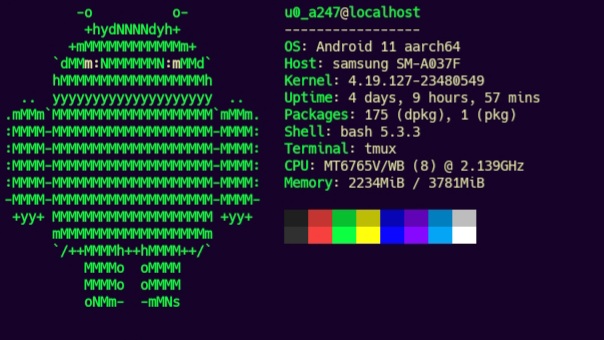 -o          o-
+hydNNNNdyh+
+mMMMMMMMMMMMMm+
`dMMm:NMMMMMMN:mMMd`
hMMMMMMMMMMMMMMMMMMh
..  yyyyyyyyyyyyyyyyyyyy  ..
.mMMm`MMMMMMMMMMMMMMMMMMMM`mMMm.
:MMMM-MMMMMMMMMMMMMMMMMMMM-MMMM:
:MMMM-MMMMMMMMMMMMMMMMMMMM-MMMM:
:MMMM-MMMMMMMMMMMMMMMMMMMM-MMMM:
:MMMM-MMMMMMMMMMMMMMMMMMMM-MMMM:
-MMMM-MMMMMMMMMMMMMMMMMMMM-MMMM-
+yy+ MMMMMMMMMMMMMMMMMMMM +yy+
mMMMMMMMMMMMMMMMMMMm
`/++MMMMh++hMMMM++/`
MMMMo  oMMMM
MMMMo  oMMMM
oNMm-  -mMNs
u0_a247@localhost
-----------------
OS: Android 11 aarch64
Host: samsung SM-A037F
Kernel: 4.19.127-23480549
Uptime: 4 days, 9 hours, 57 mins
Packages: 175 (dpkg), 1 (pkg)
Shell: bash 5.3.3
Terminal: tmux
CPU: MT6765V/WB (8) @ 2.139GHz
Memory: 2234MiB / 3781MiB